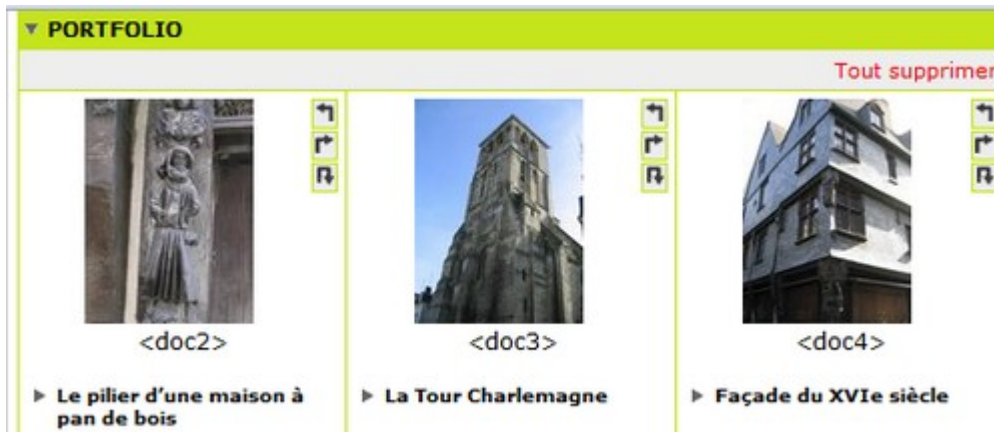 PORTFOLIO
Tout supprimer
<doc2>
<doc3>
<doc4>
Le pilier d'une maison à
pan de bois
La Tour Charlemagne
Façade du XVIe siècle